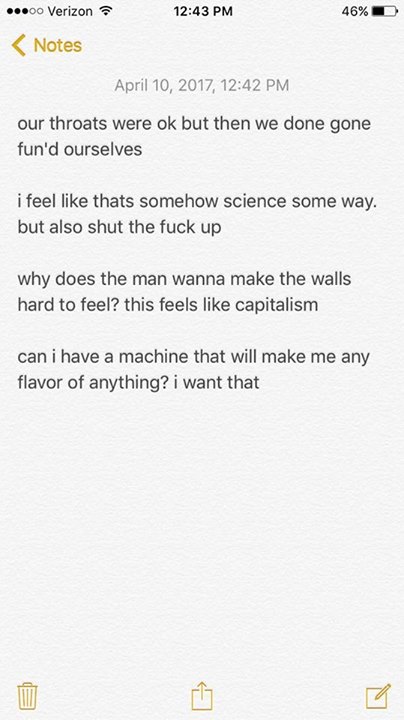 Verizon 12:43 PM 46%
Notes
April 10, 2017, 12:42 PM
our throats were ok but then we done gone
fun'd ourselves
i feel like thats somehow science some way.
but also shut the fuck up
why does the man wanna make the walls
hard to feel? this feels like capitalism
can i have a machine that will make me any
flavor of anything? i want that